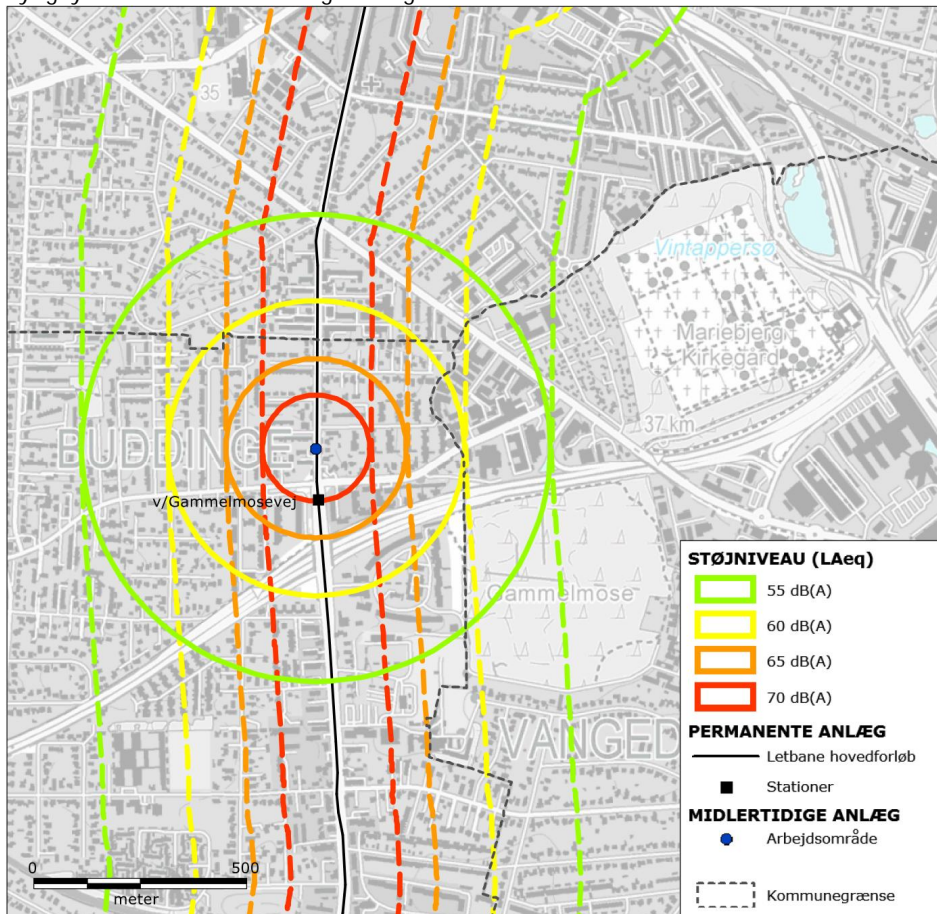 35
Vintappersø
Mariebjerg
Kirkegård
37 km
BUDDINGE
v/Gammelmosevej
Gammelmose
VANGED
0
500
meter
STØJNIVEAU (LAeq)
55 dB(A)
60 dB(A)
65 dB(A)
70 dB(A)
PERMANENTE ANLÆG
Letbane hovedforløb
Stationer
MIDLERTIDIGE ANLÆG
Arbejdsområde
Kommunegrænse